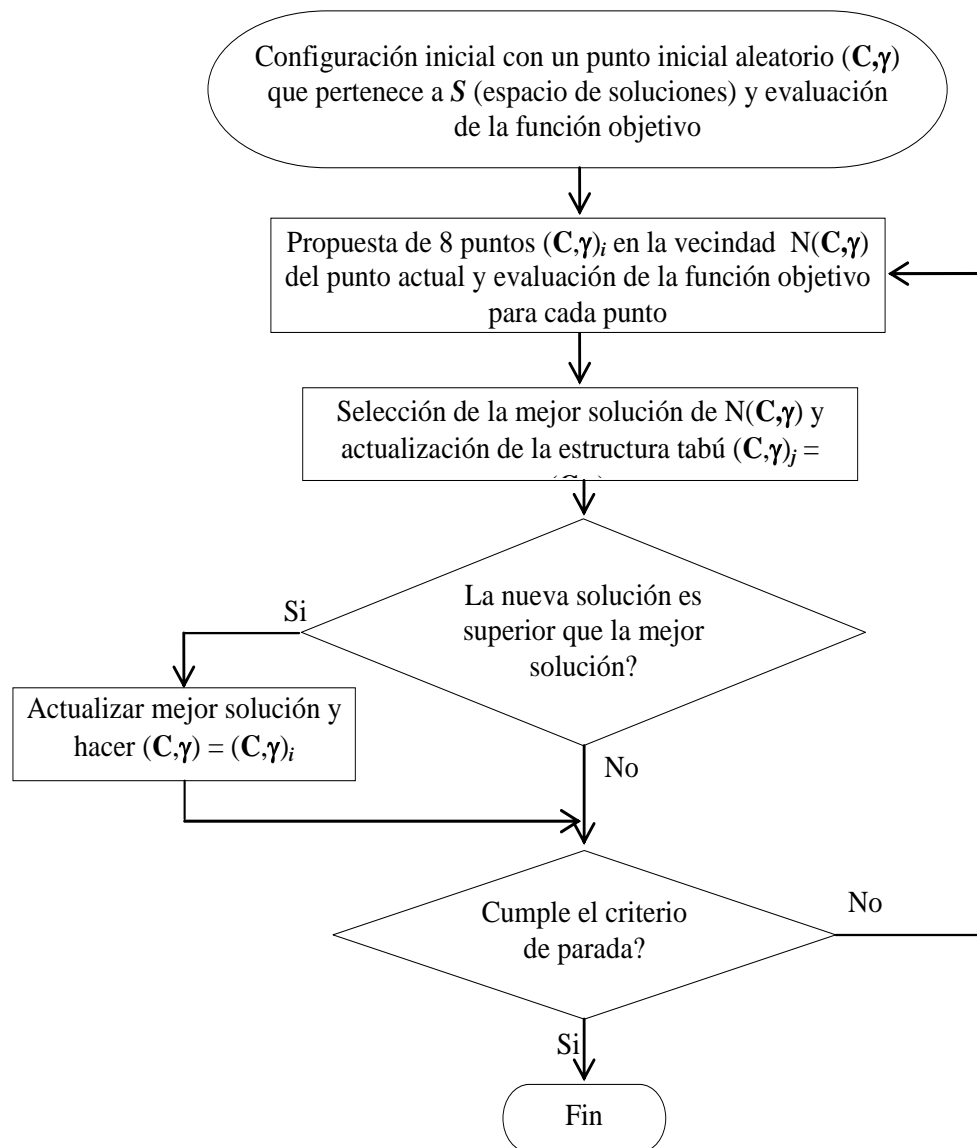 Configuración inicial con un punto inicial aleatorio (C,γ)
que pertenece a S (espacio de soluciones) y evaluación
de la función objetivo
Propuesta de 8 puntos (C,γ)i en la vecindad N(C,γ)
del punto actual y evaluación de la función objetivo
para cada punto
Selección de la mejor solución de N(C,γ) y
actualización de la estructura tabú (C,γ)j =
La nueva solución es
superior que la mejor
solución?
Si
Actualizar mejor solución y
hacer (C,γ) = (C,γ)i
No
Cumple el criterio
de parada?
No
Si
Fin